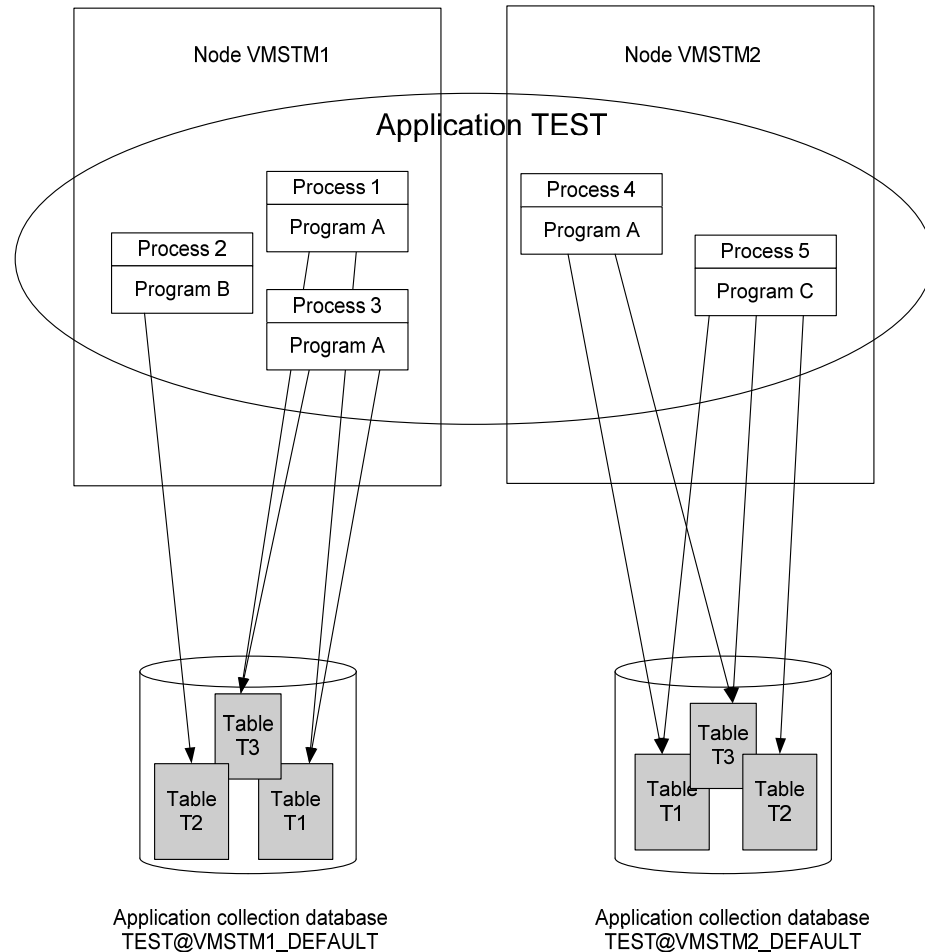 Node VMSTM1
Node VMSTM2
Application TEST
Process 1
Program A
Process 2
Program B
Process 3
Program A
Process 4
Program A
Process 5
Program C
Table
T3
Table
T2
Table
T1
Table
T3
Table
T1
Table
T2
Application collection database
TEST@VMSTM1_DEFAULT
Application collection database
TEST@VMSTM2_DEFAULT